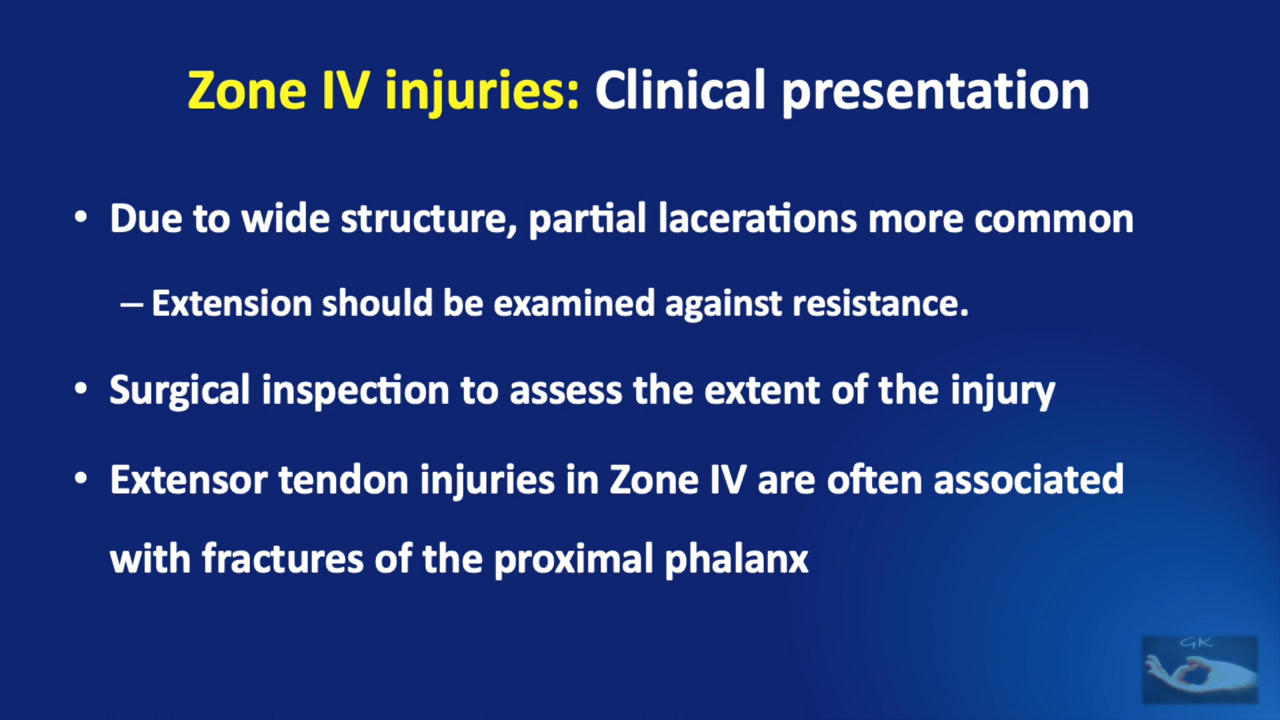 Zone IV injuries: Clinical presentation
• Due to wide structure, partial lacerations more common
– Extension should be examined against resistance.
• Surgical inspection to assess the extent of the injury
• Extensor tendon injuries in Zone IV are often associated
with fractures of the proximal phalanx
GK